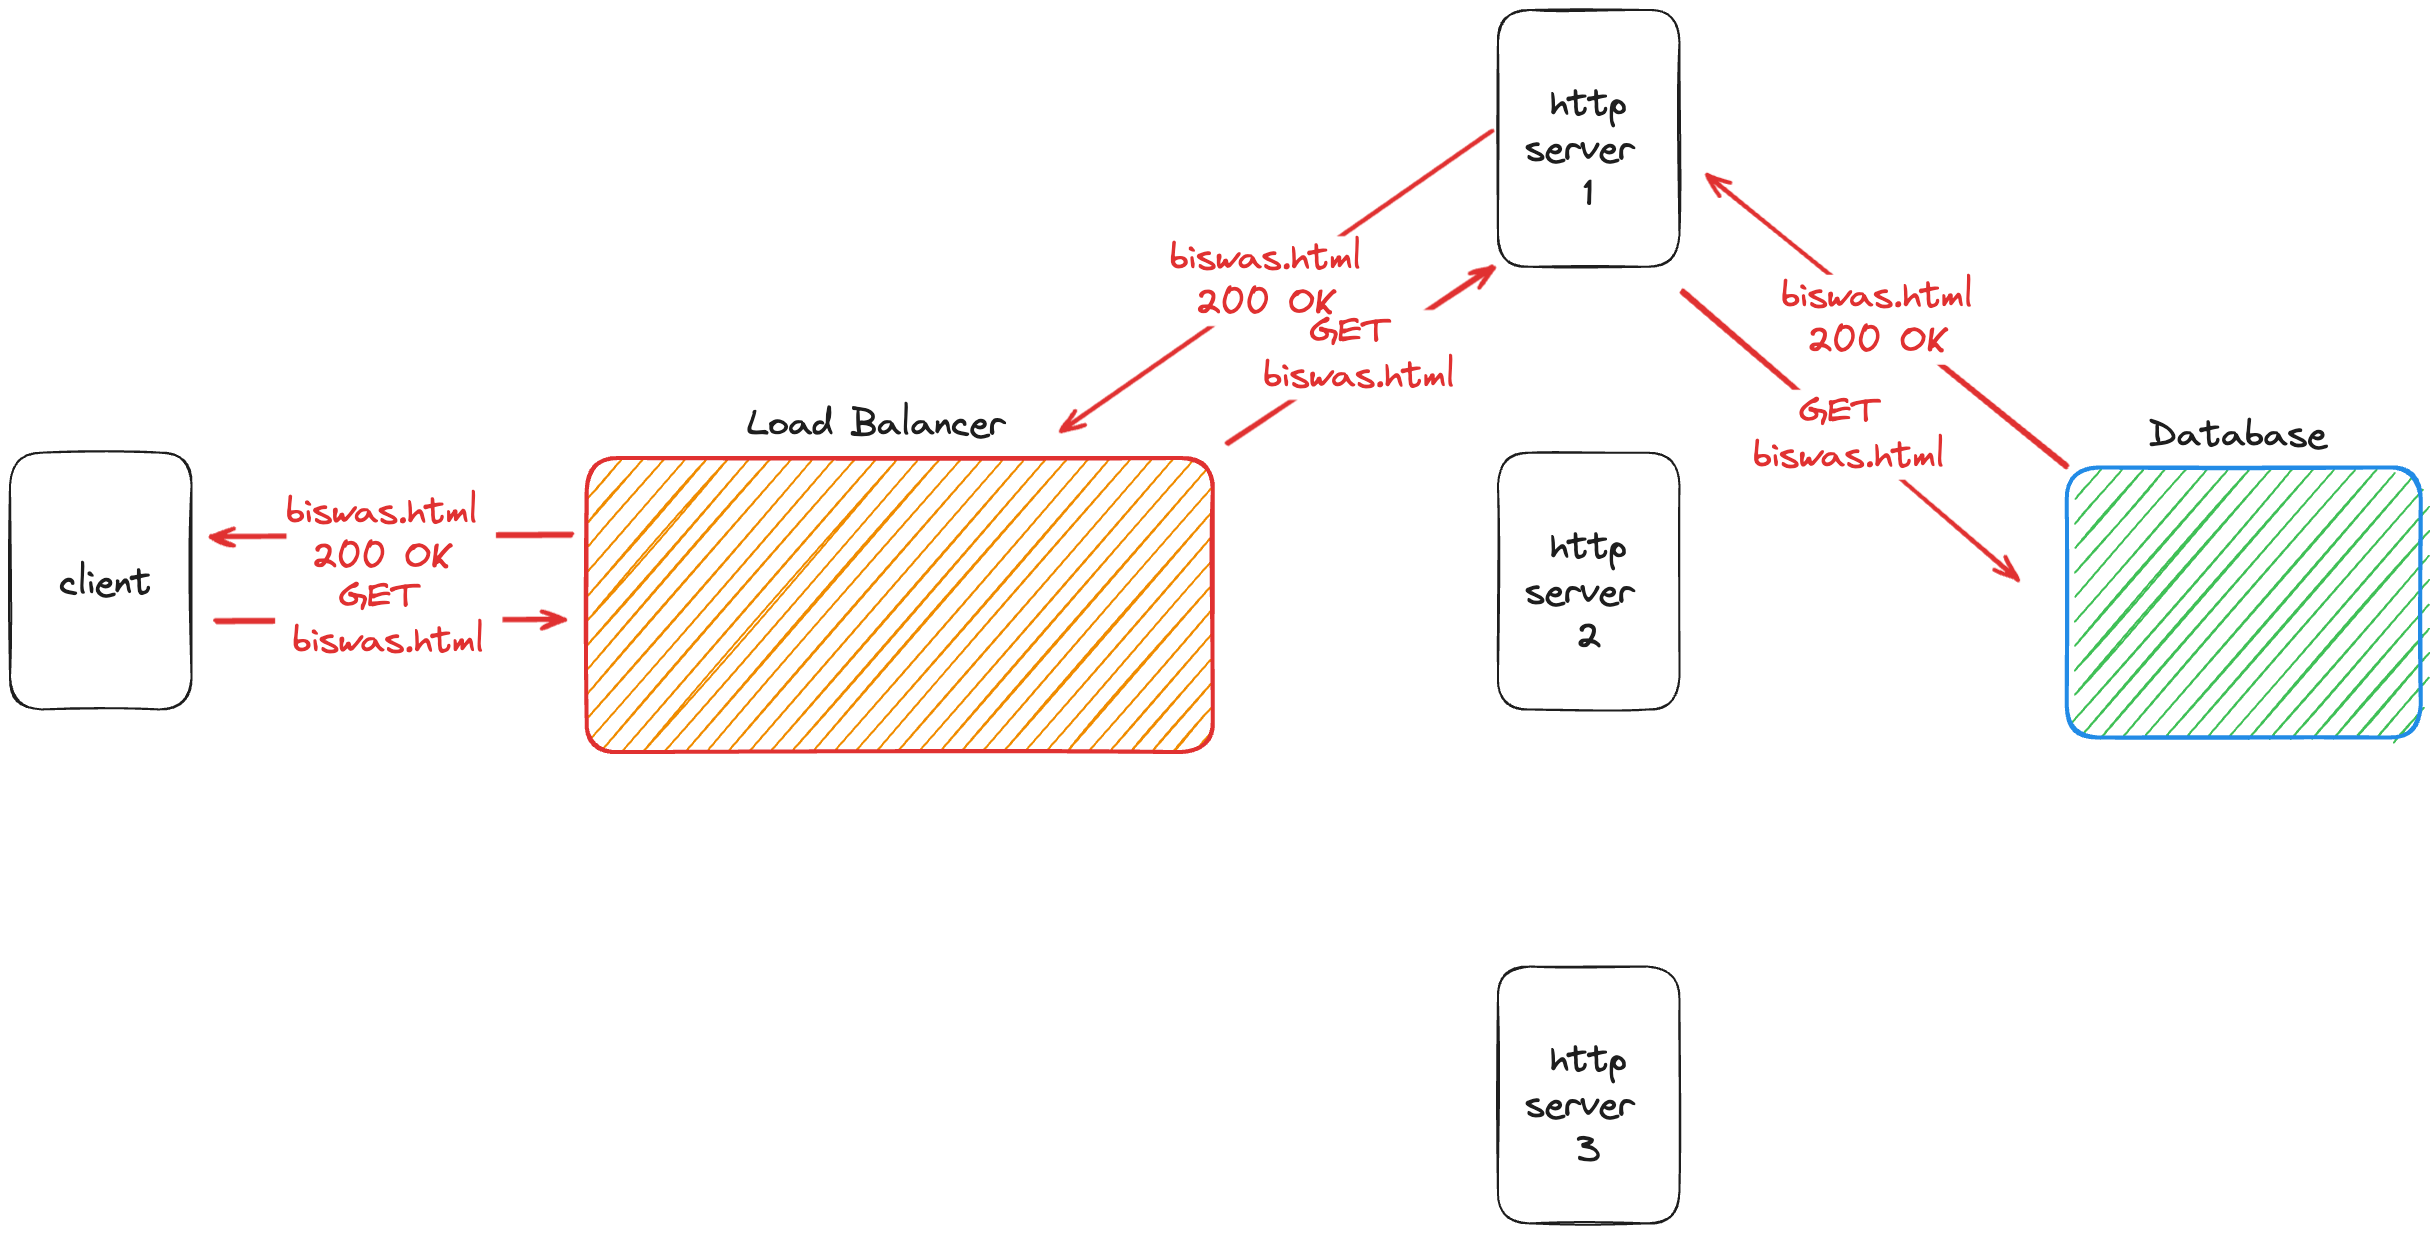 http
server
1
biswas.html
200 OK
GET
biswas.html
biswas.html
200 OK
GET
biswas.html
Load Balancer
Database
client
biswas.html
200 OK
GET
biswas.html
http
server
2
http
server
3